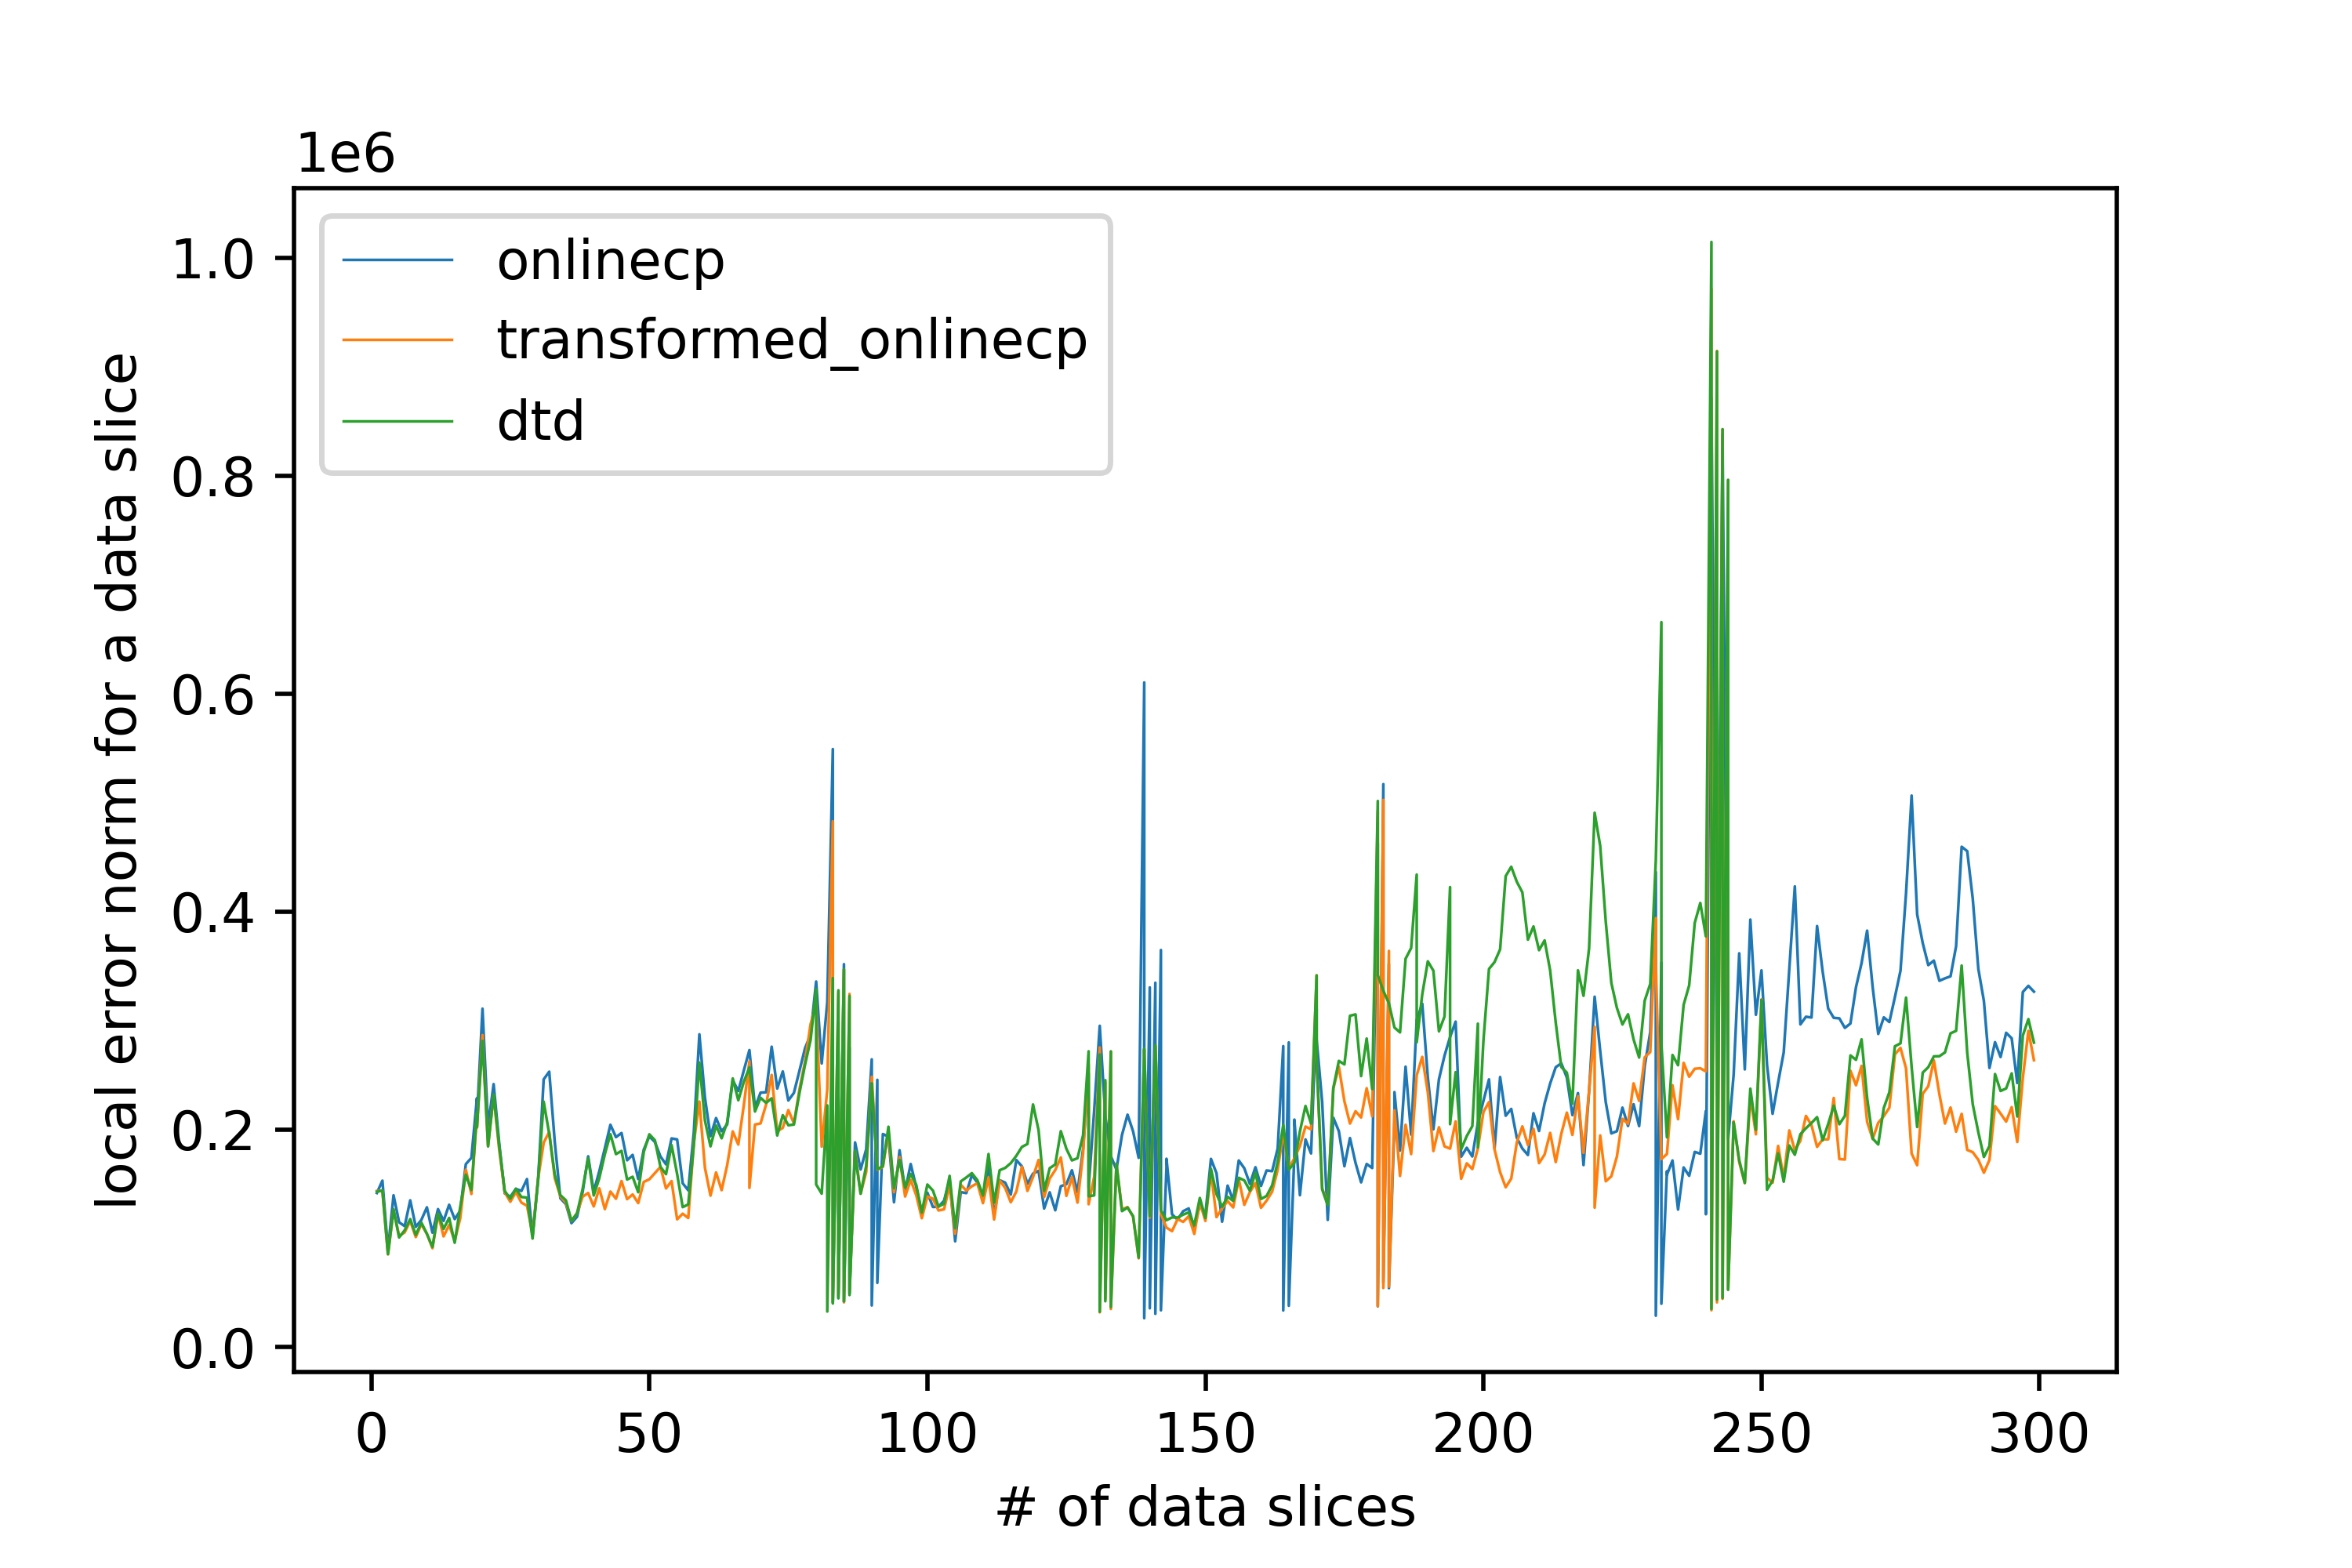 1e6
1.0
0.8
0.6
0.4
0.2
0.0
local error norm for a data slice
onlinecp
transformed_onlinecp
dtd
0 50 100 150 200 250 300
# of data slices